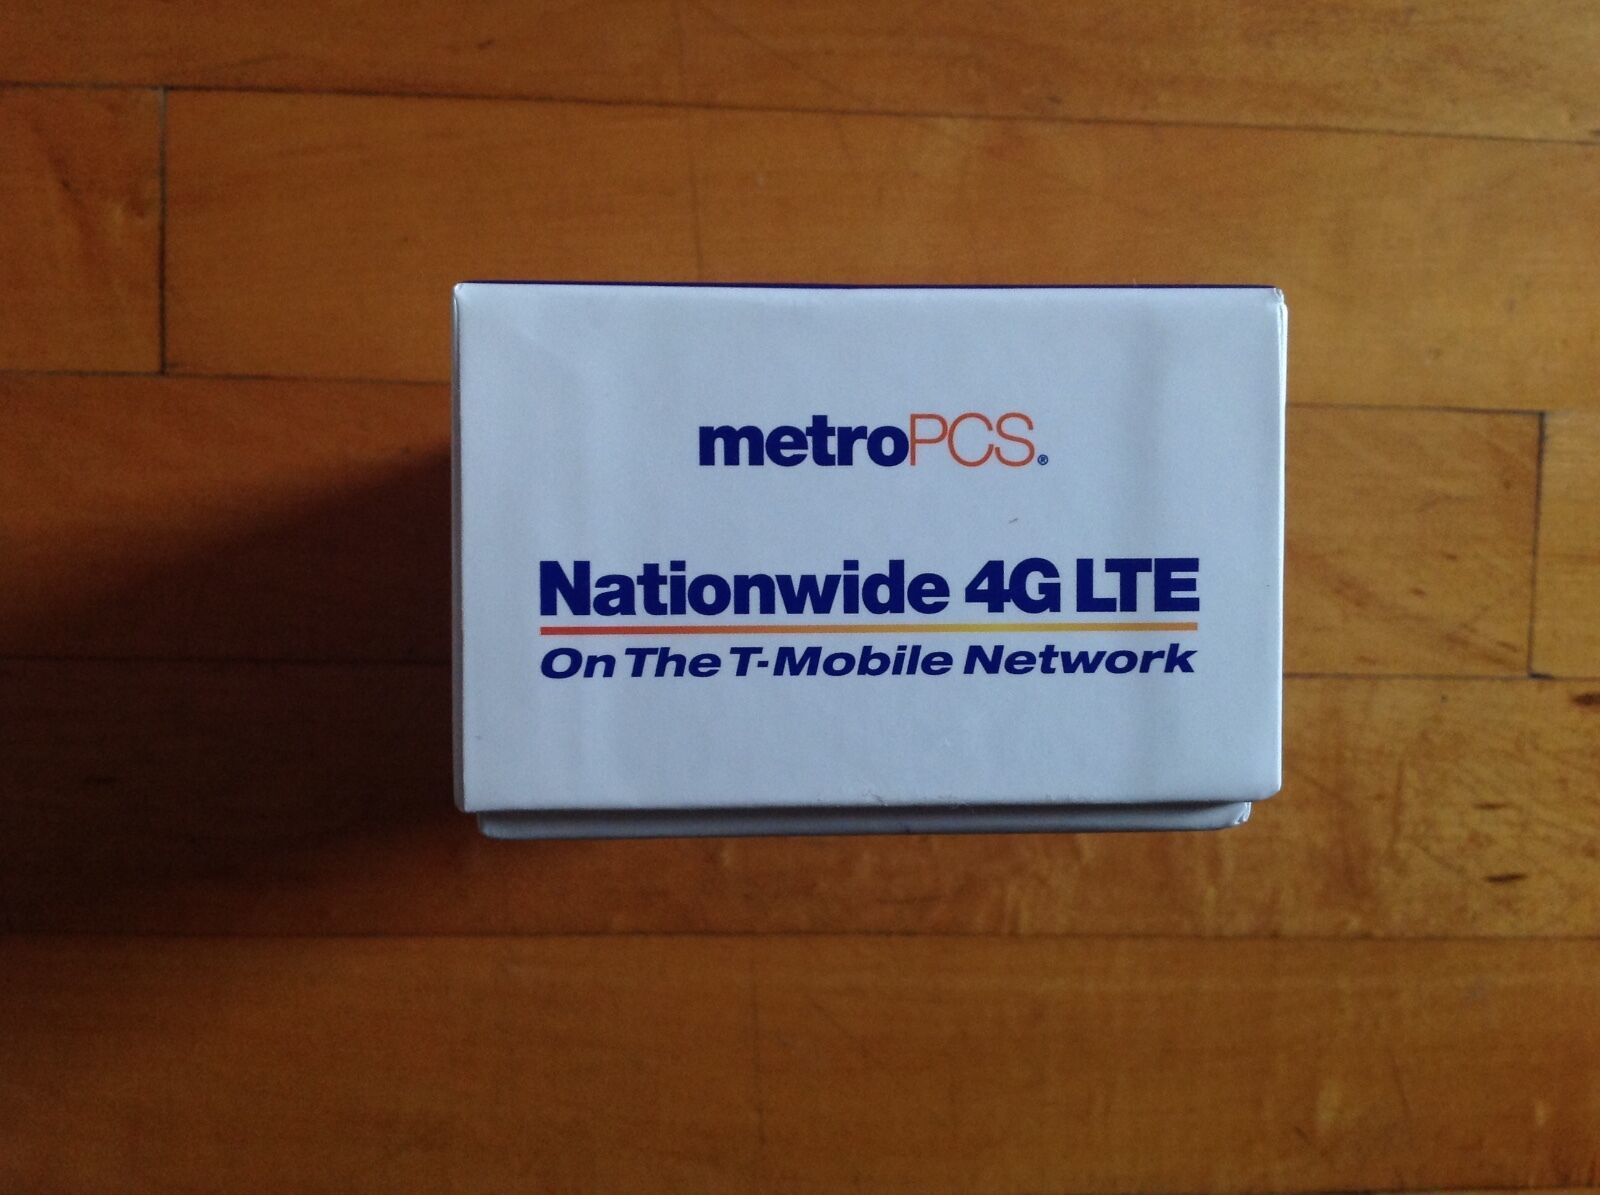 metroPCS.®
Nationwide 4G LTE
On The T-Mobile Network